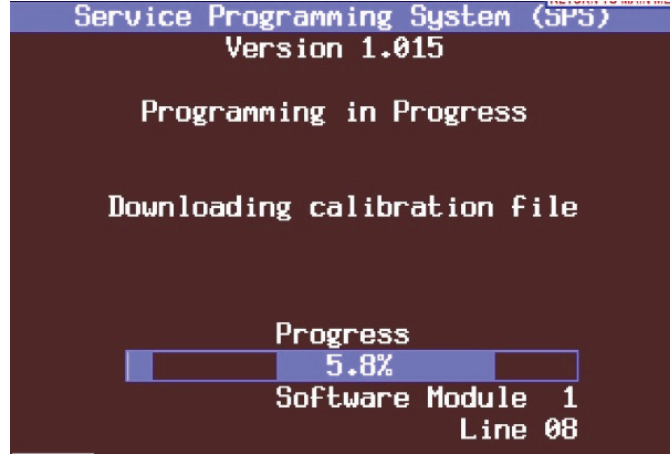 Service Programming System (SPS)
Version 1.015
Programming in Progress
Downloading calibration file
Progress
5.8%
Software Module 1
Line 08